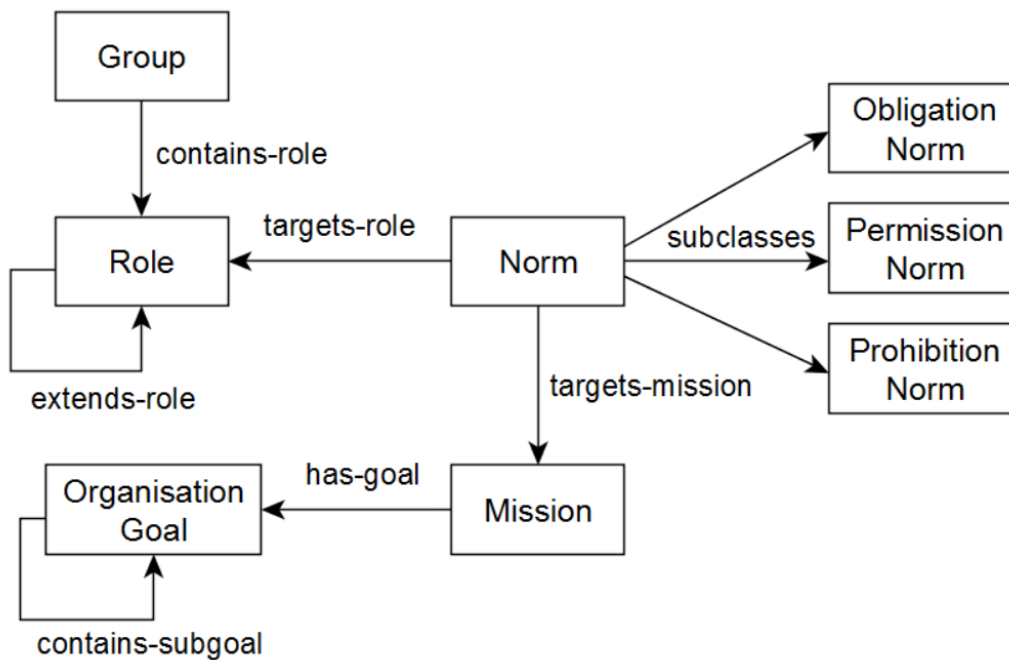 Group
contains-role
Obligation
Norm
targets-role
Role
Norm
subclasses
Permission
Norm
extends-role
targets-mission
Prohibition
Norm
has-goal
Organisation
Goal
Mission
contains-subgoal